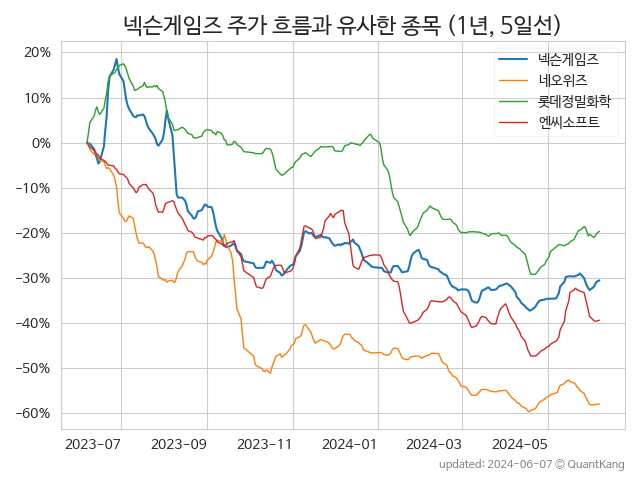 넥슨게임즈 주가 흐름과 유사한 종목 (1년, 5일선)
넥슨게임즈
네오위즈
롯데정밀화학
엔씨소프트
20%
10%
0%
−10%
−20%
−30%
−40%
−50%
−60%
2023-07
2023-09
2023-11
2024-01
2024-03
2024-05
updated: 2024-06-07 © QuantKang